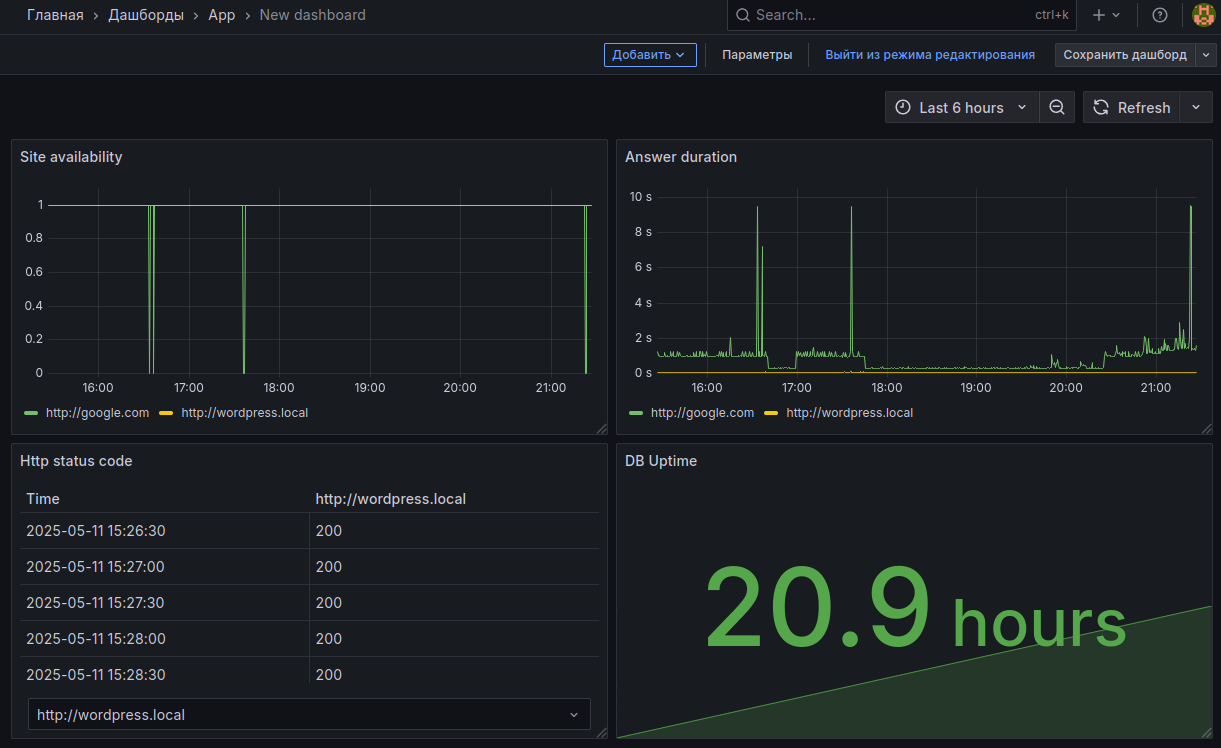 Главная > Дашборды > App > New dashboard Search... ctrl+k
Добавить Параметры Выйти из режима редактирования Сохранить дашборд
Last 6 hours Refresh
Site availability
1
0.8
0.6
0.4
0.2
0
16:00 17:00 18:00 19:00 20:00 21:00
http://google.com http://wordpress.local
Answer duration
10 s
8 s
6 s
4 s
2 s
0 s
16:00 17:00 18:00 19:00 20:00 21:00
http://google.com http://wordpress.local
Http status code
Time http://wordpress.local
2025-05-11 15:26:30 200
2025-05-11 15:27:00 200
2025-05-11 15:27:30 200
2025-05-11 15:28:00 200
2025-05-11 15:28:30 200
http://wordpress.local
DB Uptime
20.9 hours